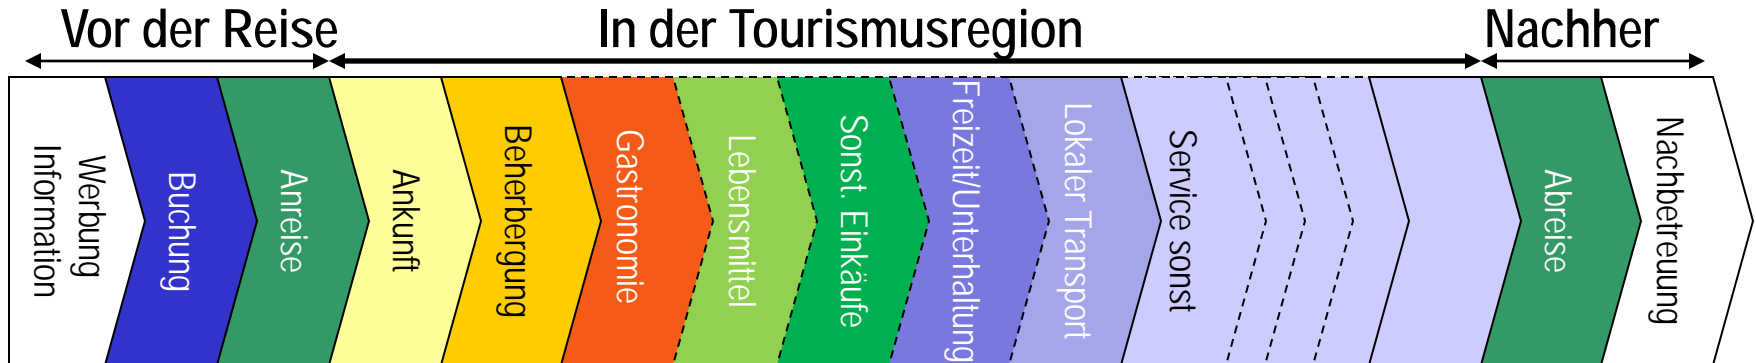 Vor der Reise
In der Tourismusregion
Nachher
Werbung
Information
Buchung
Anreise
Ankunft
Beherbergung
Gastronomie
Lebensmittel
Sonst. Einkäufe
Freizeit/Unterhaltung
Lokaler Transport
Service sonst
Abreise
Nachbetreuung